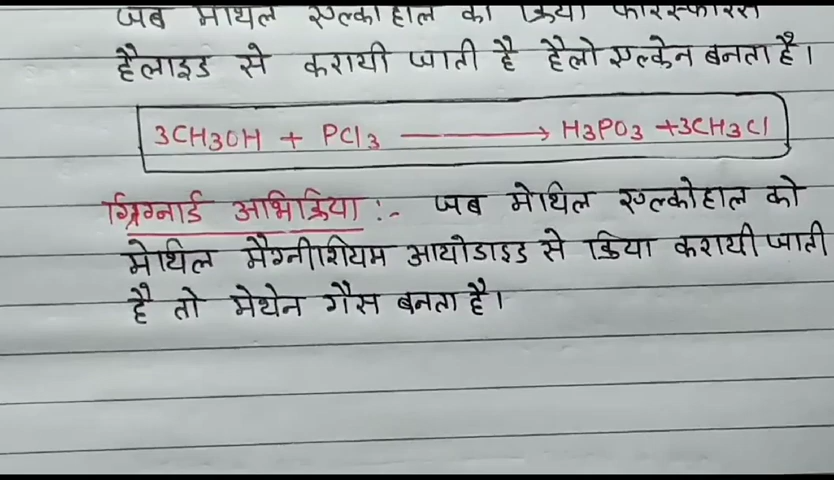 जब मेथिल एल्कोहाल की क्रिया फास्फोरस
हैलाइड से करायी जाती है हैलो एल्केन बनता है।
3CH3OH + PCl3 ⟶ H3PO3 +3CH3Cl
ग्रिग्नार्ड अभिक्रिया :- जब मेथिल एल्कोहाल को
मेथिल मैग्नीशियम आयोडाइड से क्रिया करायी जाती
है तो मेथेन गैस बनता है।